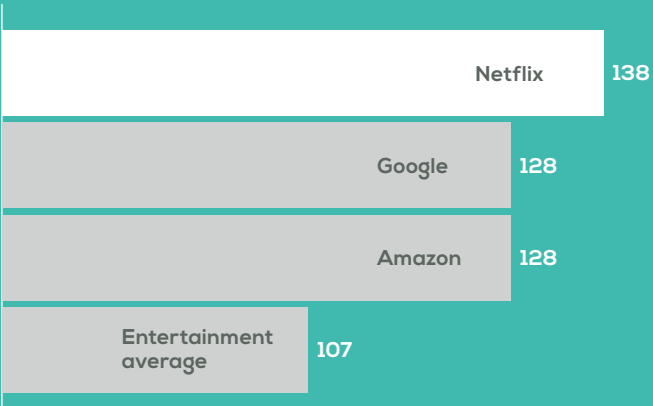 Netflix 138
Google 128
Amazon 128
Entertainment
average
107